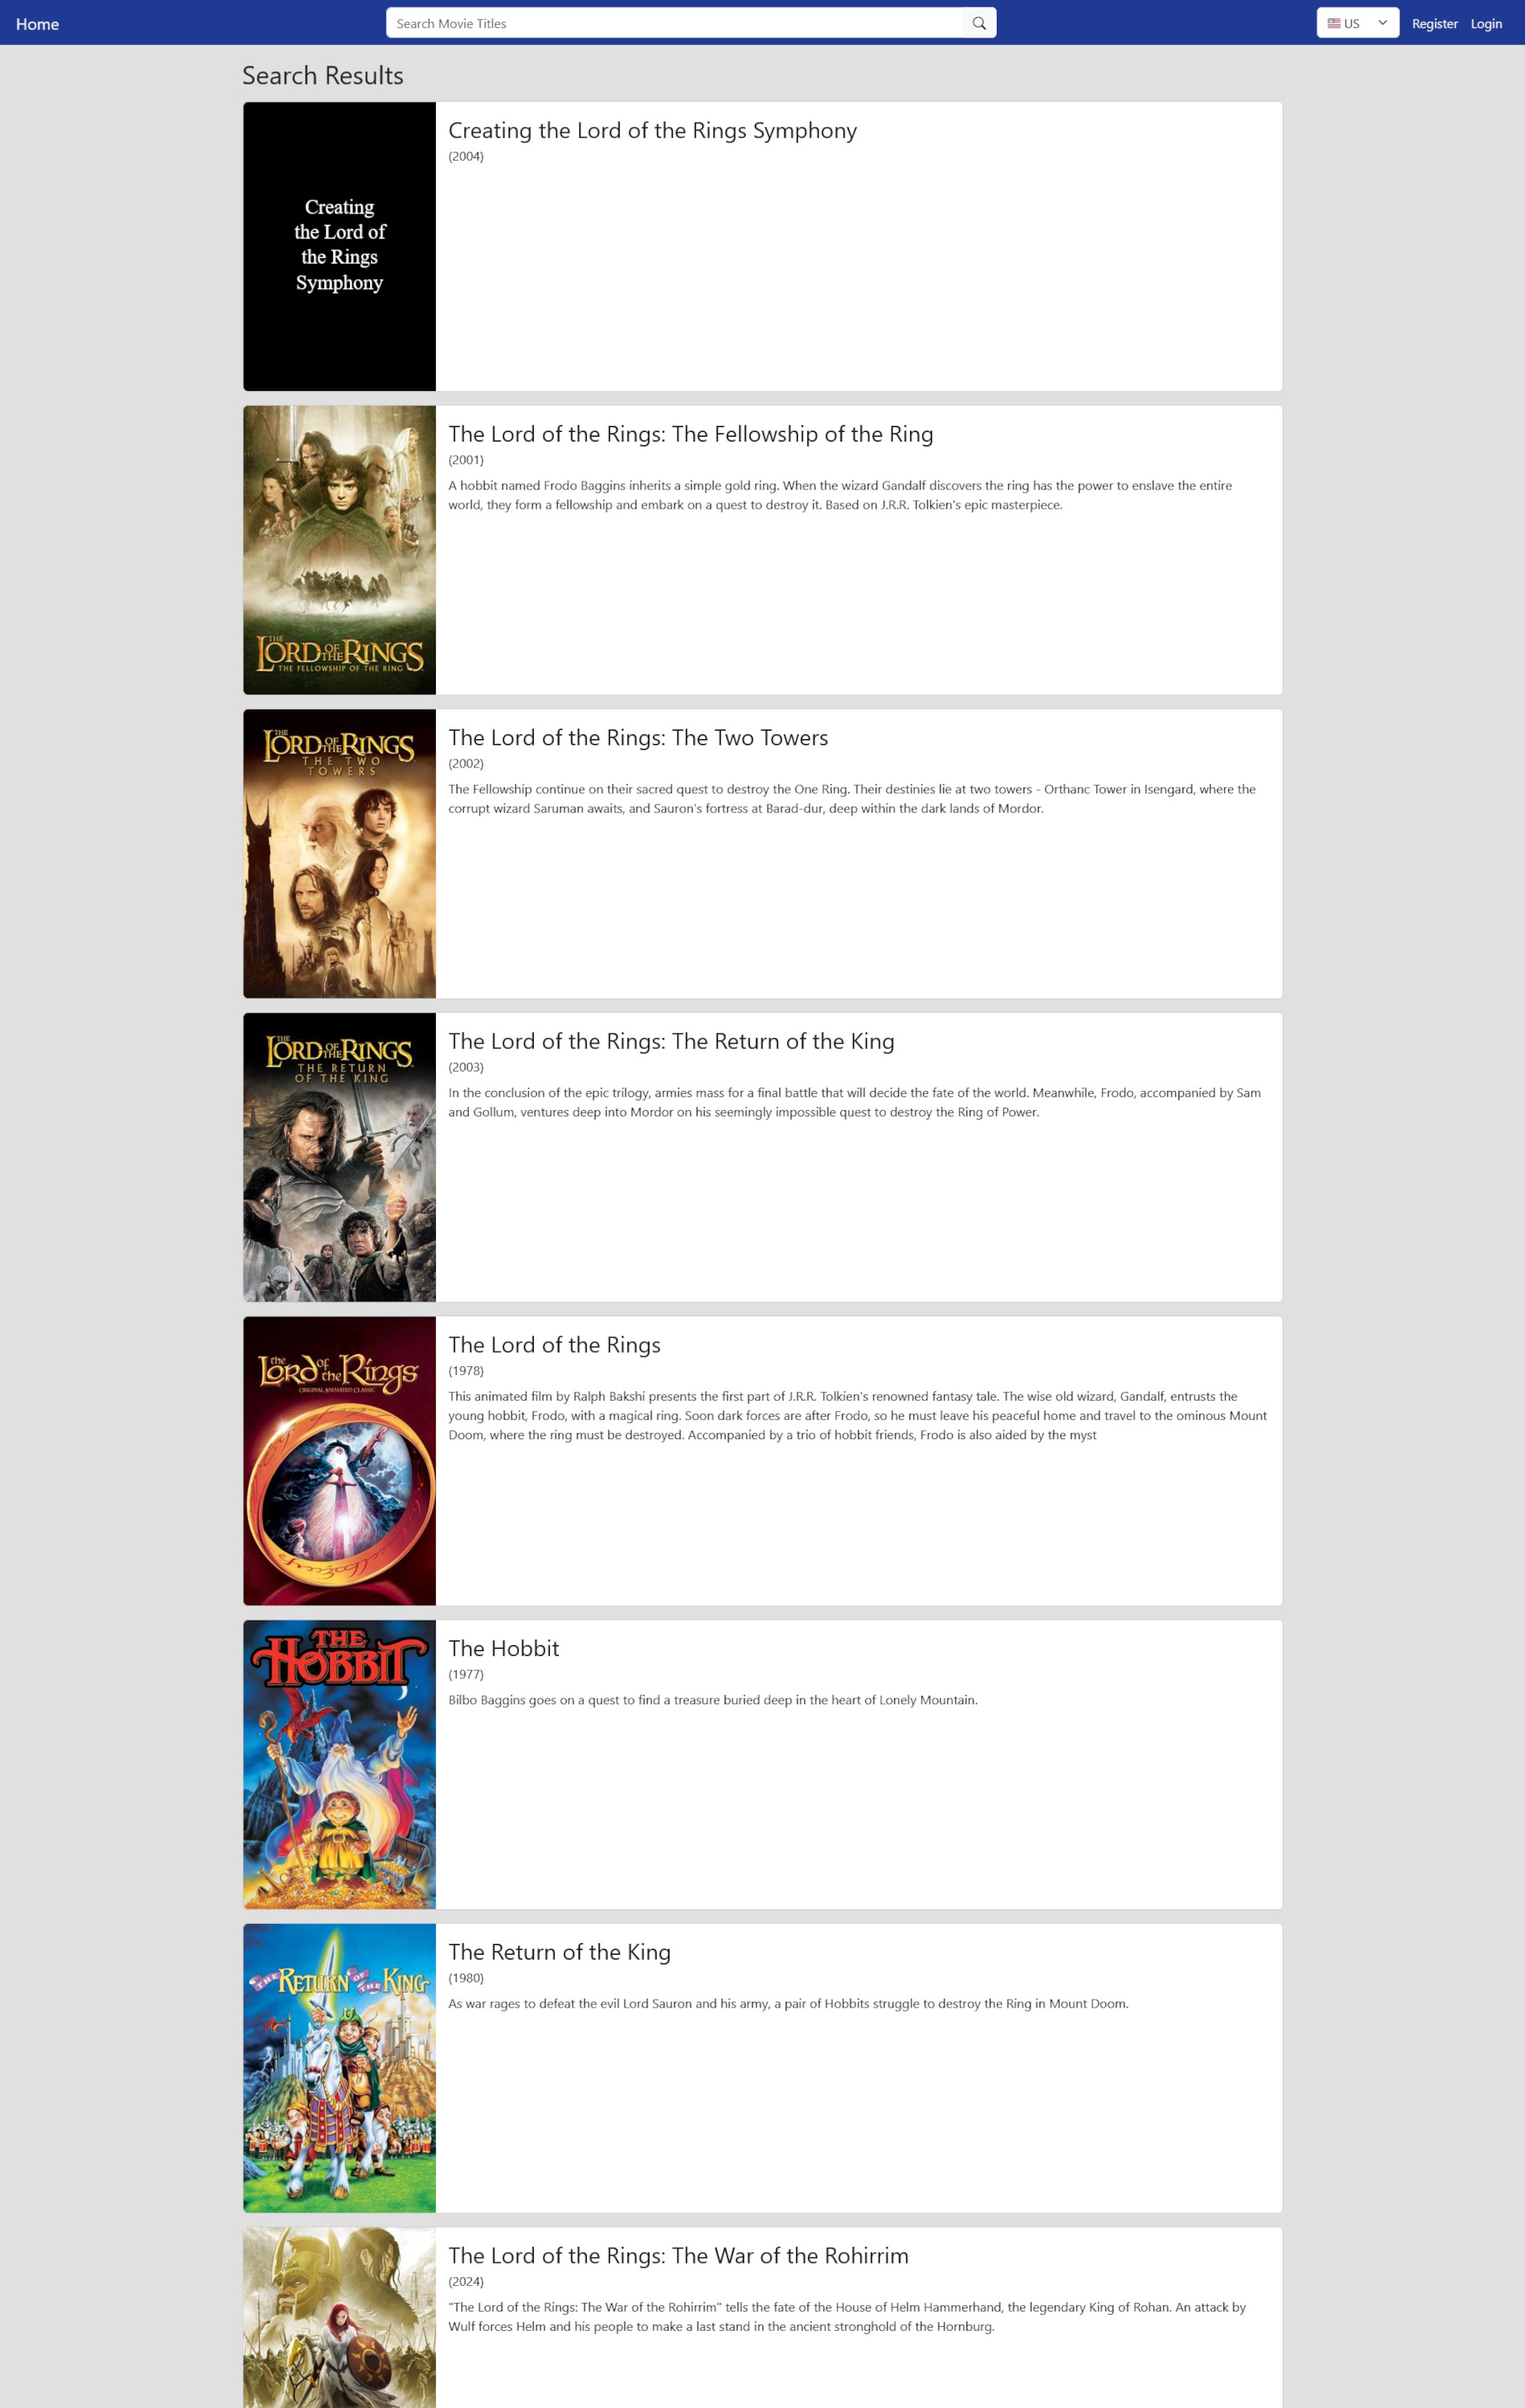 Home
Search Movie Titles
US
Register
Login
Search Results
Creating
the Lord of
the Rings
Symphony
Creating the Lord of the Rings Symphony
(2004)
THE
LORD OF THE RINGS
THE FELLOWSHIP OF THE RING
The Lord of the Rings: The Fellowship of the Ring
(2001)
A hobbit named Frodo Baggins inherits a simple gold ring. When the wizard Gandalf discovers the ring has the power to enslave the entire
world, they form a fellowship and embark on a quest to destroy it. Based on J.R.R. Tolkien's epic masterpiece.
THE
LORD OF THE RINGS
THE TWO
TOWERS
The Lord of the Rings: The Two Towers
(2002)
The Fellowship continue on their sacred quest to destroy the One Ring. Their destinies lie at two towers - Orthanc Tower in Isengard, where the
corrupt wizard Saruman awaits, and Sauron's fortress at Barad-dur, deep within the dark lands of Mordor.
THE
LORD OF THE RINGS
THE RETURN
OF THE KING
The Lord of the Rings: The Return of the King
(2003)
In the conclusion of the epic trilogy, armies mass for a final battle that will decide the fate of the world. Meanwhile, Frodo, accompanied by Sam
and Gollum, ventures deep into Mordor on his seemingly impossible quest to destroy the Ring of Power.
the Lord of the Rings
ORIGINAL ANIMATED CLASSIC
The Lord of the Rings
(1978)
This animated film by Ralph Bakshi presents the first part of J.R.R. Tolkien's renowned fantasy tale. The wise old wizard, Gandalf, entrusts the
young hobbit, Frodo, with a magical ring. Soon dark forces are after Frodo, so he must leave his peaceful home and travel to the ominous Mount
Doom, where the ring must be destroyed. Accompanied by a trio of hobbit friends, Frodo is also aided by the myst
THE
HOBBIT
The Hobbit
(1977)
Bilbo Baggins goes on a quest to find a treasure buried deep in the heart of Lonely Mountain.
THE RETURN OF THE KING
The Return of the King
(1980)
As war rages to defeat the evil Lord Sauron and his army, a pair of Hobbits struggle to destroy the Ring in Mount Doom.
The Lord of the Rings: The War of the Rohirrim
(2024)
"The Lord of the Rings: The War of the Rohirrim" tells the fate of the House of Helm Hammerhand, the legendary King of Rohan. An attack by
Wulf forces Helm and his people to make a last stand in the ancient stronghold of the Hornburg.